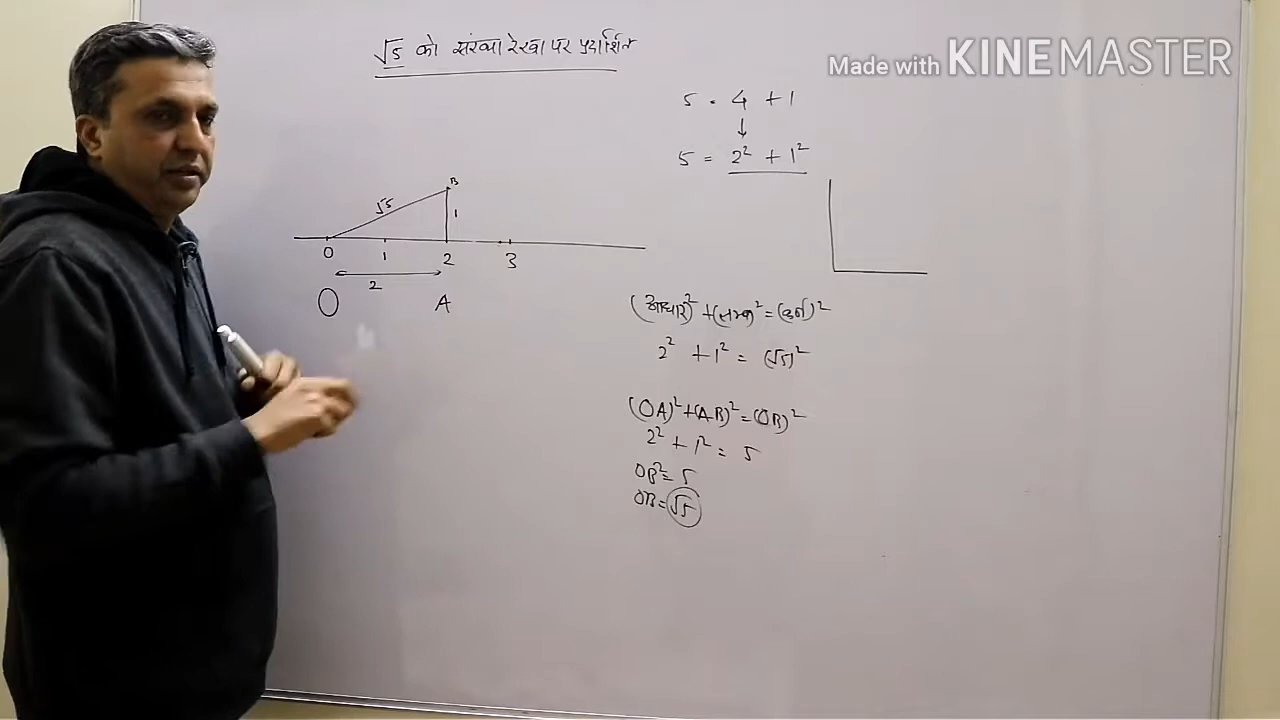 √5 को संख्या रेखा पर प्रदर्शित
Made with KINEMASTER
5 = 4 + 1
↓
5 = 2² + 1²
B
√5
1
0 1 2 3
2
O A
(आधार)² + (लम्ब)² = (कर्ण)²
2² + 1² = (√5)²
(OA)² + (AB)² = (OB)²
2² + 1² = 5
OB² = 5
OB = √5